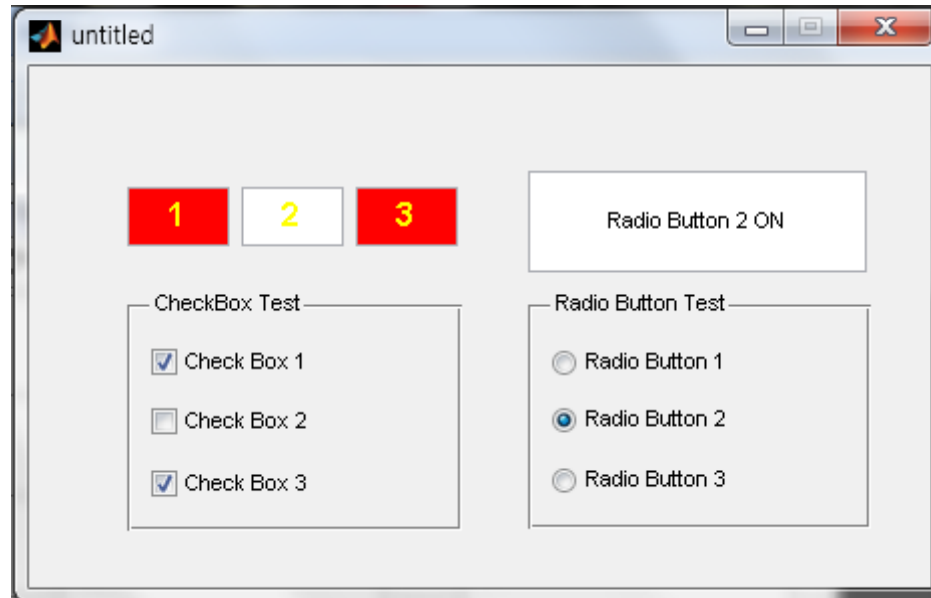 untitled
1 2 3
Radio Button 2 ON
CheckBox Test
Check Box 1
Check Box 2
Check Box 3
Radio Button Test
Radio Button 1
Radio Button 2
Radio Button 3